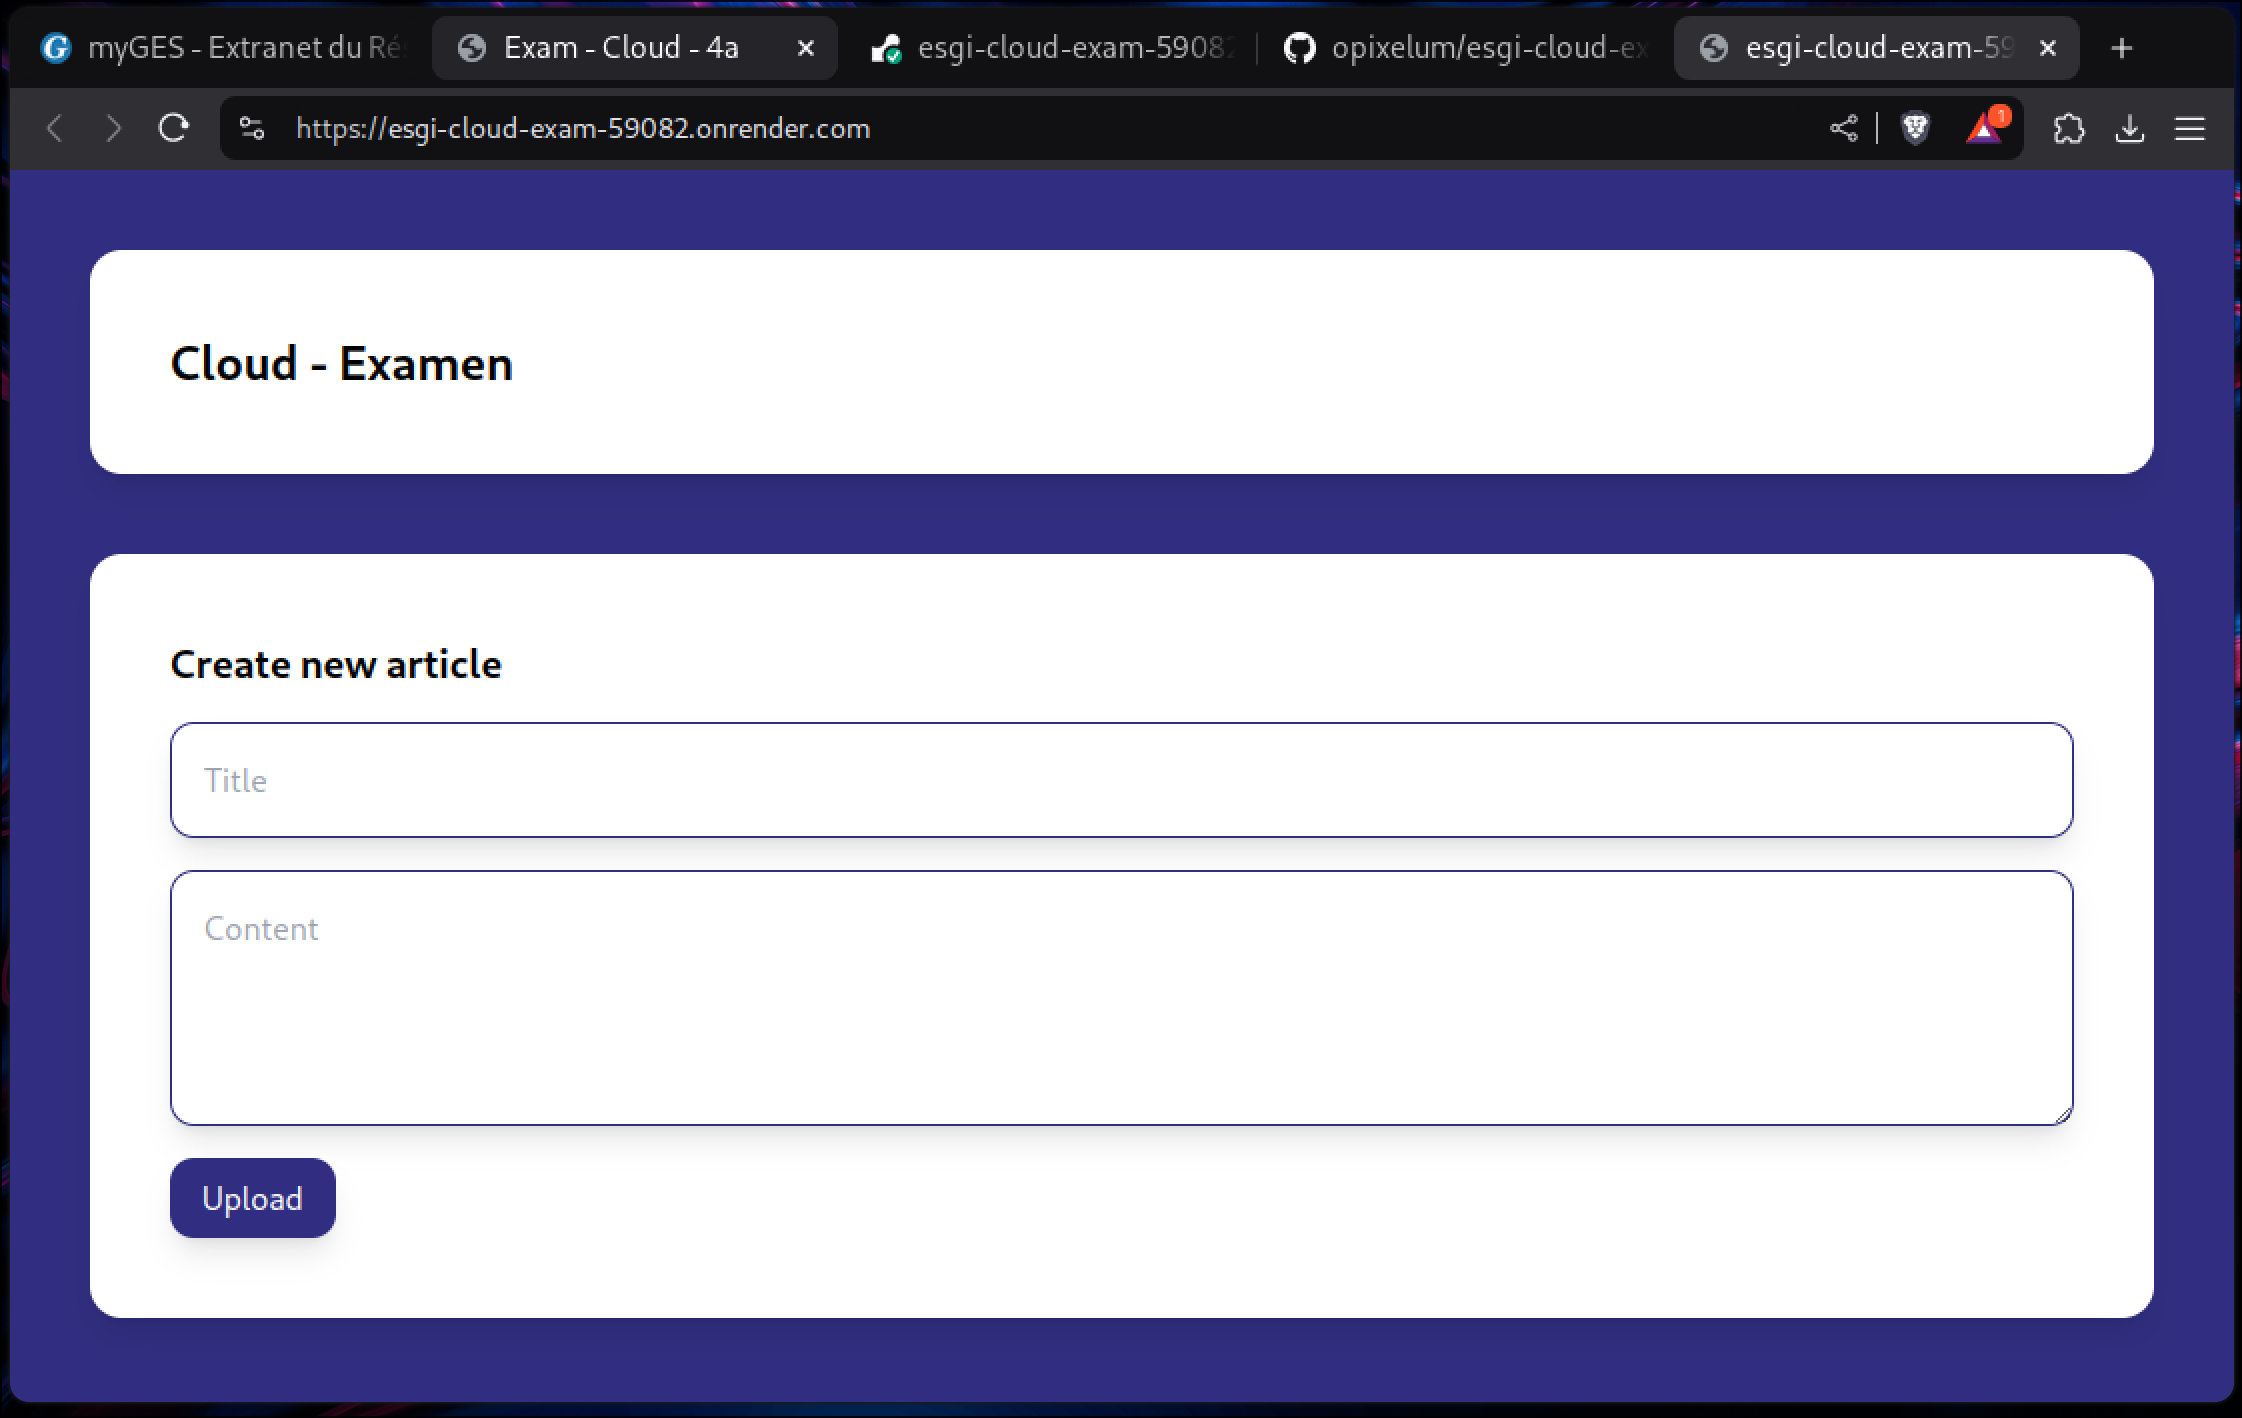 myGES - Extranet du Ré
Exam - Cloud - 4a
esgi-cloud-exam-59082
opixelum/esgi-cloud-ex
esgi-cloud-exam-59
https://esgi-cloud-exam-59082.onrender.com
1
Cloud - Examen
Create new article
Title
Content
Upload